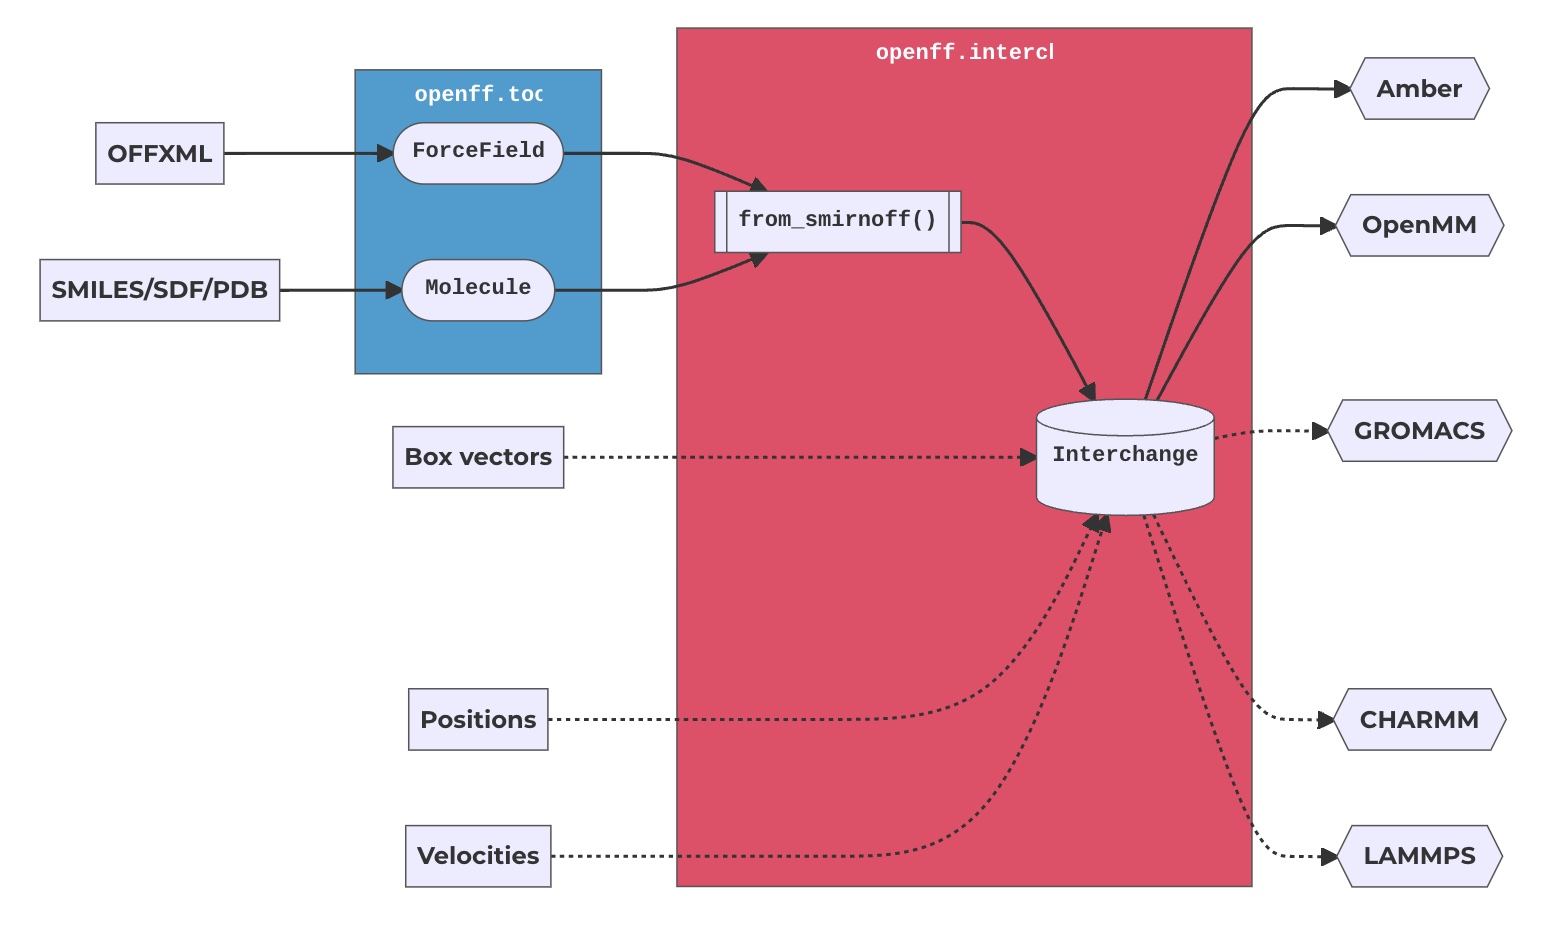 openff.intercl
openff.toc
OFFXML
ForceField
SMILES/SDF/PDB
Molecule
from_smirnoff()
Box vectors
Interchange
Positions
Velocities
Amber
OpenMM
GROMACS
CHARMM
LAMMPS